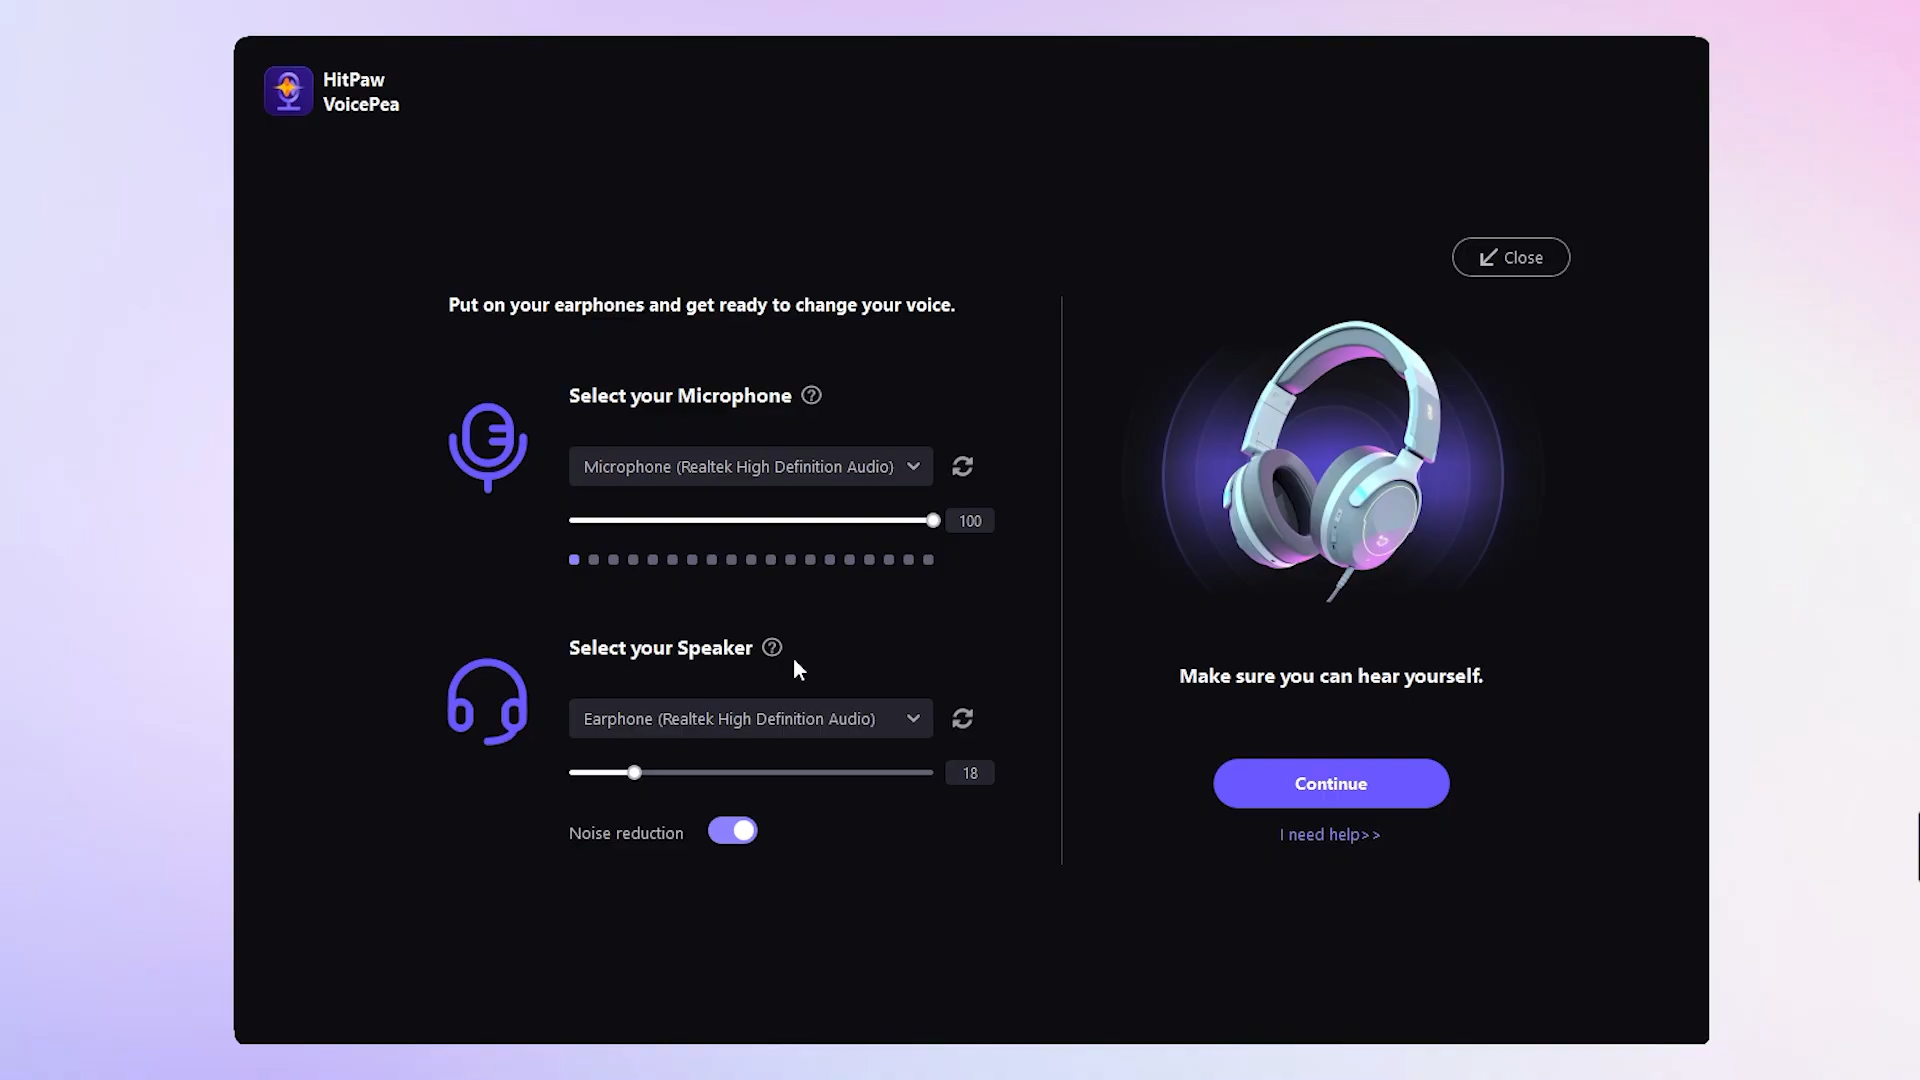 HitPaw
VoicePea
Close
Put on your earphones and get ready to change your voice.
Select your Microphone ?
Microphone (Realtek High Definition Audio)
100
Select your Speaker ?
Earphone (Realtek High Definition Audio)
18
Noise reduction
Make sure you can hear yourself.
Continue
I need help>>